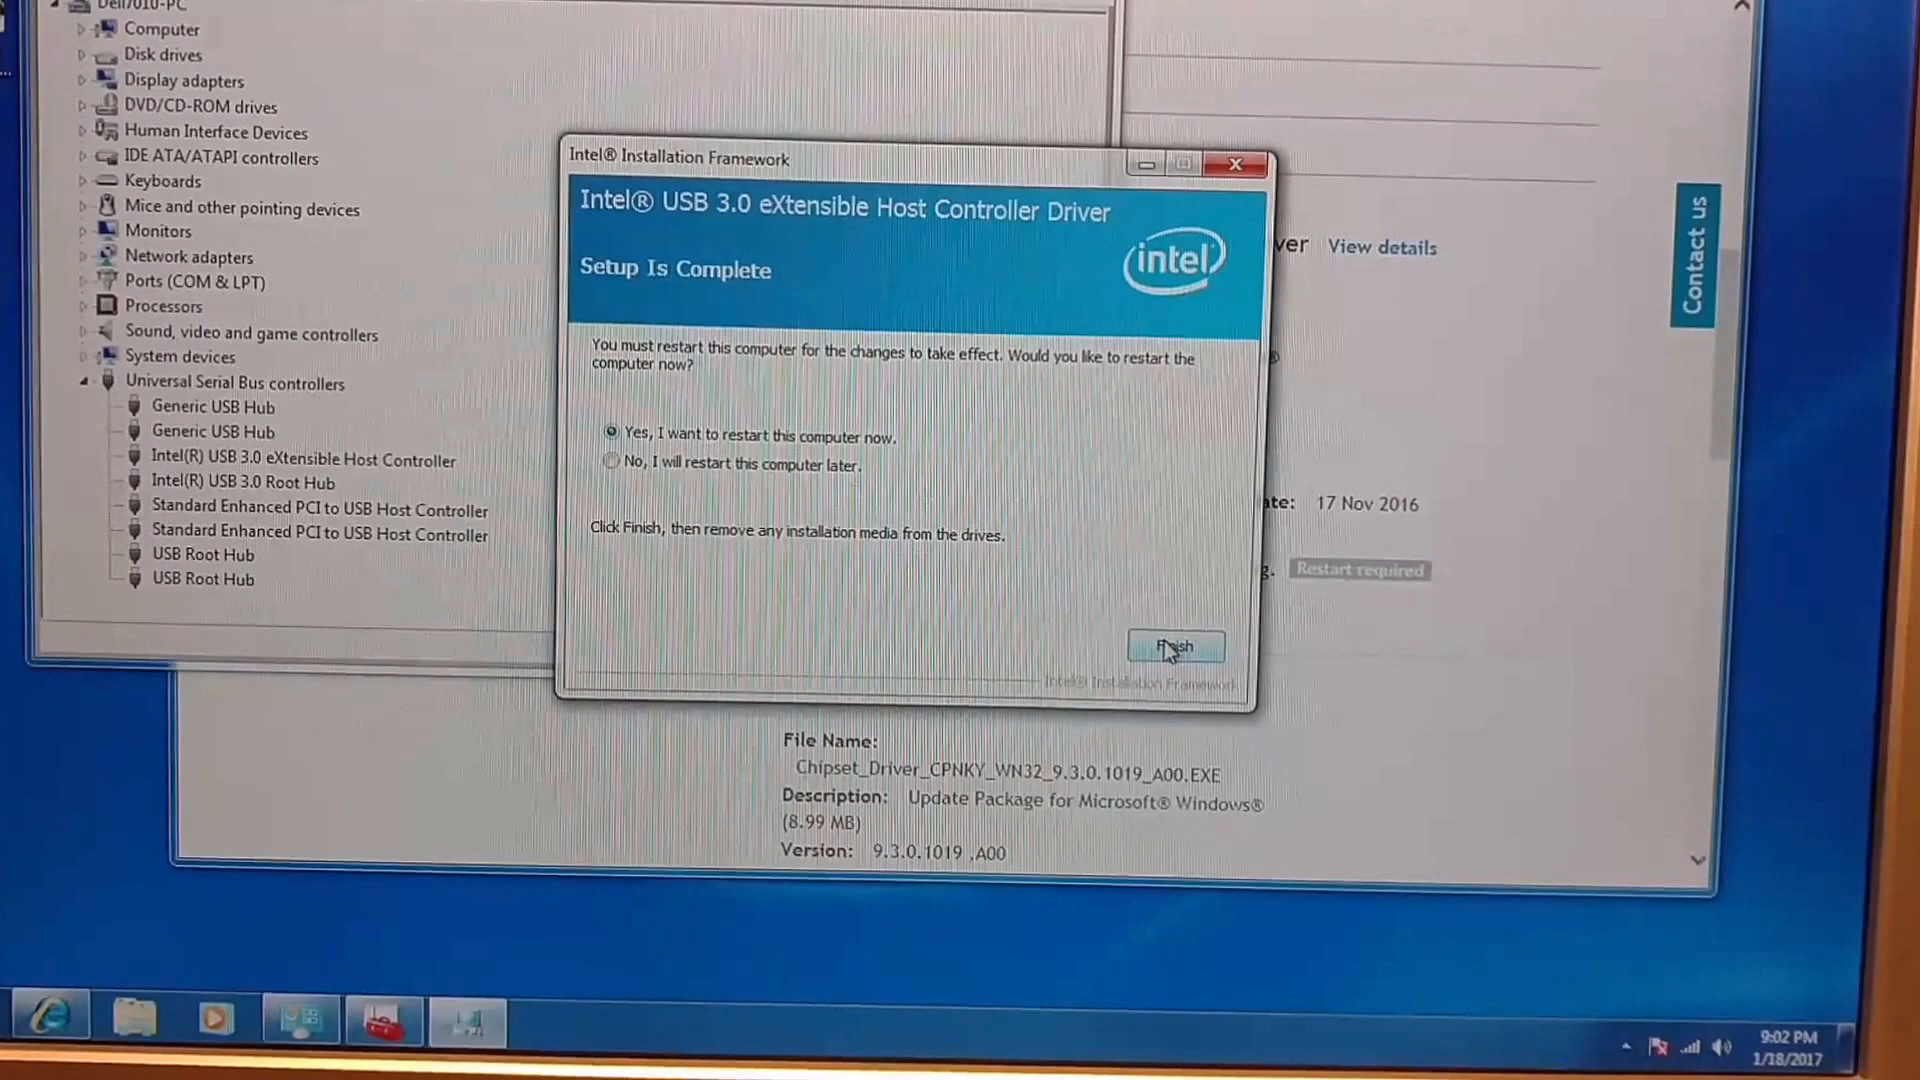 Dell7010-PC
Computer
Disk drives
Display adapters
DVD/CD-ROM drives
Human Interface Devices
IDE ATA/ATAPI controllers
Keyboards
Mice and other pointing devices
Monitors
Network adapters
Ports (COM & LPT)
Processors
Sound, video and game controllers
System devices
Universal Serial Bus controllers
Generic USB Hub
Generic USB Hub
Intel(R) USB 3.0 eXtensible Host Controller
Intel(R) USB 3.0 Root Hub
Standard Enhanced PCI to USB Host Controller
Standard Enhanced PCI to USB Host Controller
USB Root Hub
USB Root Hub
Intel® Installation Framework
Intel® USB 3.0 eXtensible Host Controller Driver
Setup Is Complete
intel
You must restart this computer for the changes to take effect. Would you like to restart the
computer now?
Yes, I want to restart this computer now.
No, I will restart this computer later.
Click Finish, then remove any installation media from the drives.
Finish
Intel® Installation Framework
ver View details
Contact us
ate: 17 Nov 2016
g. Restart required
File Name:
Chipset_Driver_CPNKY_WN32_9.3.0.1019_A00.EXE
Description: Update Package for Microsoft® Windows®
(8.99 MB)
Version: 9.3.0.1019 ,A00
9:02 PM
1/18/2017